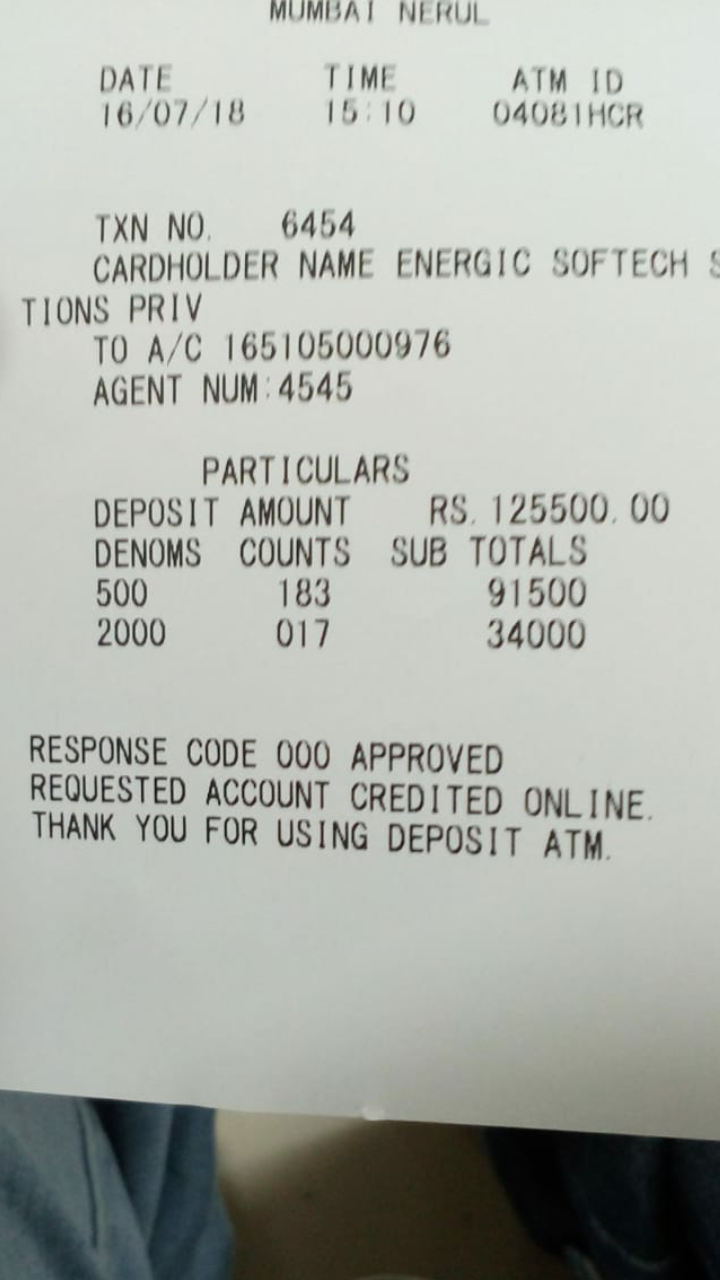 MUMBAI NERUL
DATE TIME ATM ID
16/07/18 15:10 04081HCR
TXN NO. 6454
CARDHOLDER NAME ENERGIC SOFTECH S
TIONS PRIV
TO A/C 165105000976
AGENT NUM:4545
PARTICULARS
DEPOSIT AMOUNT RS.125500.00
DENOMS COUNTS SUB TOTALS
500 183 91500
2000 017 34000
RESPONSE CODE 000 APPROVED
REQUESTED ACCOUNT CREDITED ONLINE.
THANK YOU FOR USING DEPOSIT ATM.